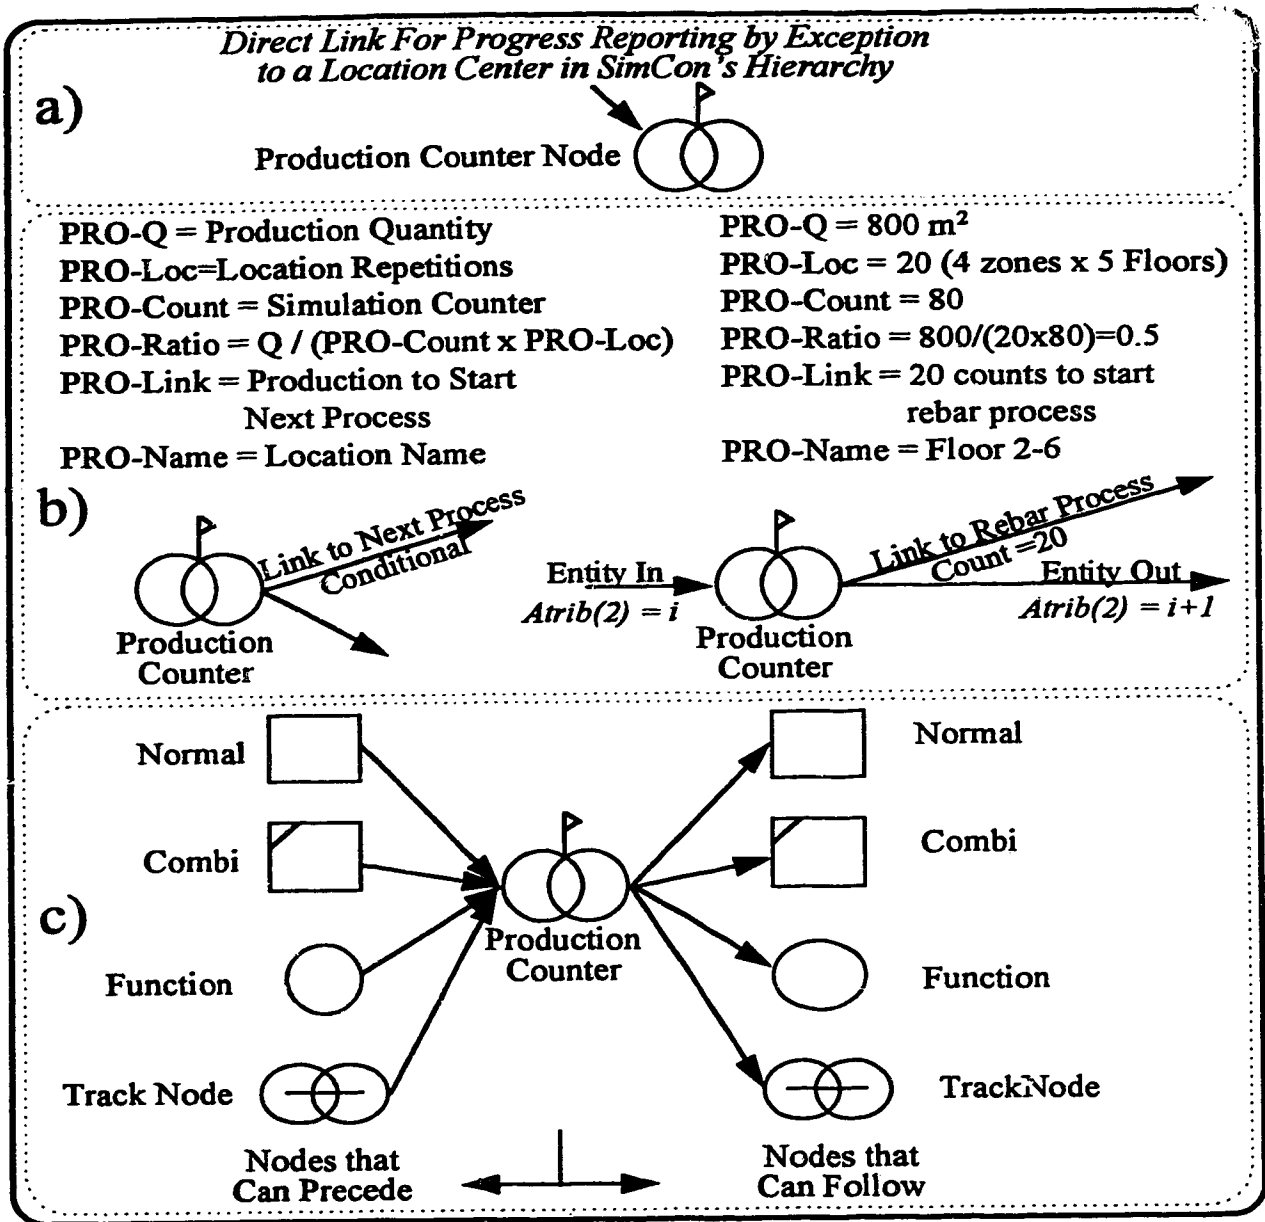 Direct Link For Progress Reporting by Exception
to a Location Center in SimCon's Hierarchy
a)
Production Counter Node
PRO-Q = Production Quantity
PRO-Loc=Location Repetitions
PRO-Count = Simulation Counter
PRO-Ratio = Q / (PRO-Count x PRO-Loc)
PRO-Link = Production to Start
Next Process
PRO-Name = Location Name
PRO-Q = 800 m²
PRO-Loc = 20 (4 zones x 5 Floors)
PRO-Count = 80
PRO-Ratio = 800/(20x80)=0.5
PRO-Link = 20 counts to start
rebar process
PRO-Name = Floor 2-6
b)
Link to Next Process
Conditional
Production
Counter
Entity In
Atrib(2) = i
Link to Rebar Process
Count =20
Entity Out
Atrib(2) = i+1
Production
Counter
c)
Normal
Combi
Function
Track Node
Production
Counter
Normal
Combi
Function
TrackNode
Nodes that
Can Precede
Nodes that
Can Follow